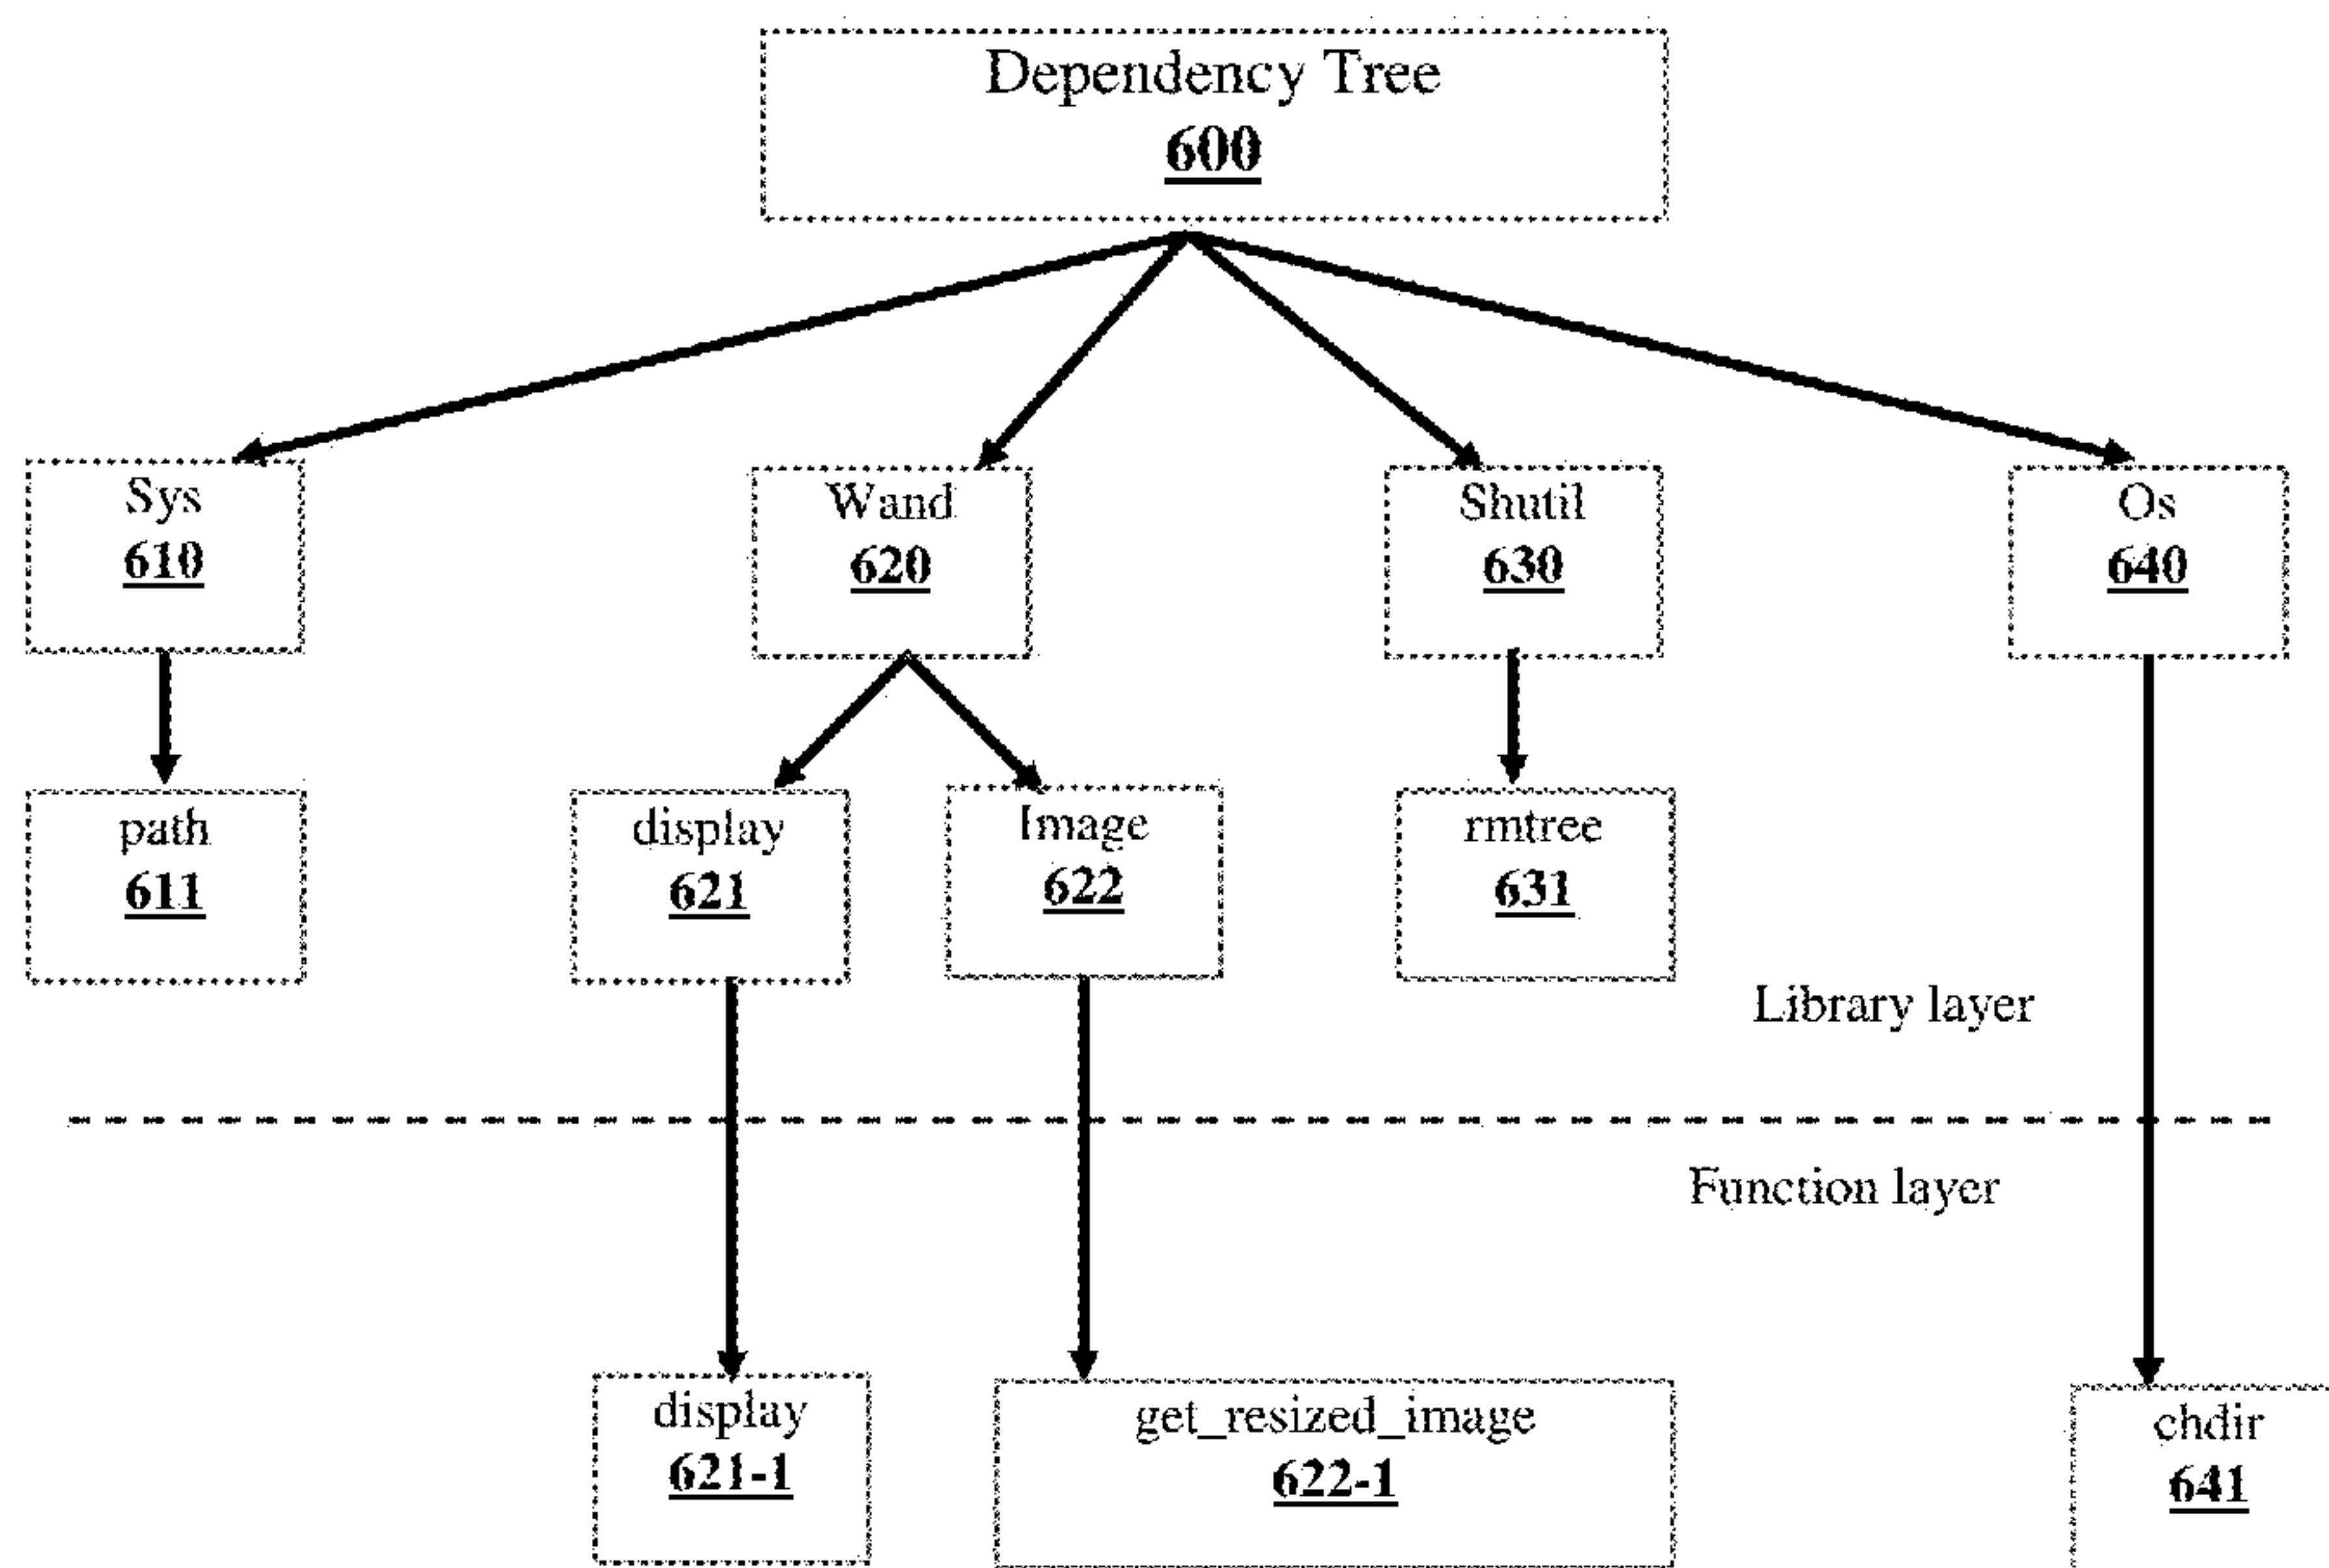 Dependency Tree
600
Sys
610
Wand
620
Shutil
630
Os
640
path
611
display
621
Image
622
rmtree
631
Library layer
Function layer
display
621-1
get_resized_image
622-1
chdir
641